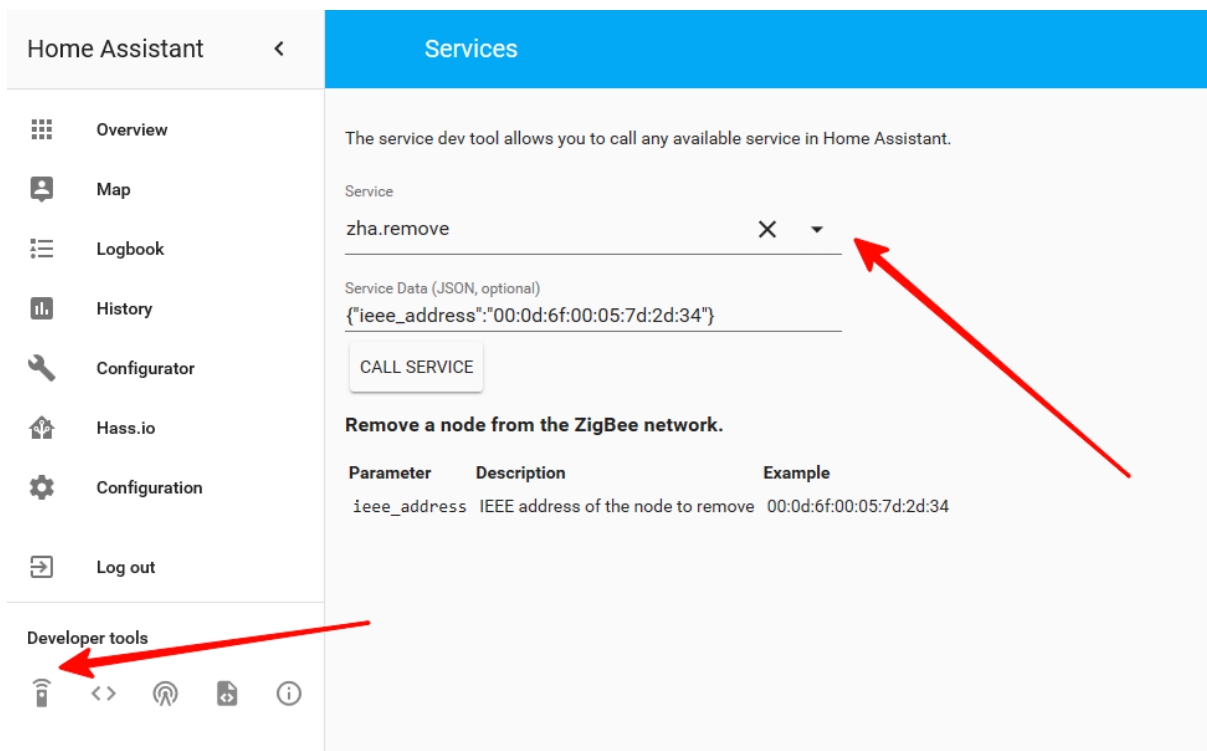 Home Assistant
Services
Overview
Map
Logbook
History
Configurator
Hass.io
Configuration
Log out
Developer tools
The service dev tool allows you to call any available service in Home Assistant.
Service
zha.remove
Service Data (JSON, optional)
{"ieee_address":"00:0d:6f:00:05:7d:2d:34"}
CALL SERVICE
Remove a node from the ZigBee network.
Parameter Description Example
ieee_address IEEE address of the node to remove 00:0d:6f:00:05:7d:2d:34